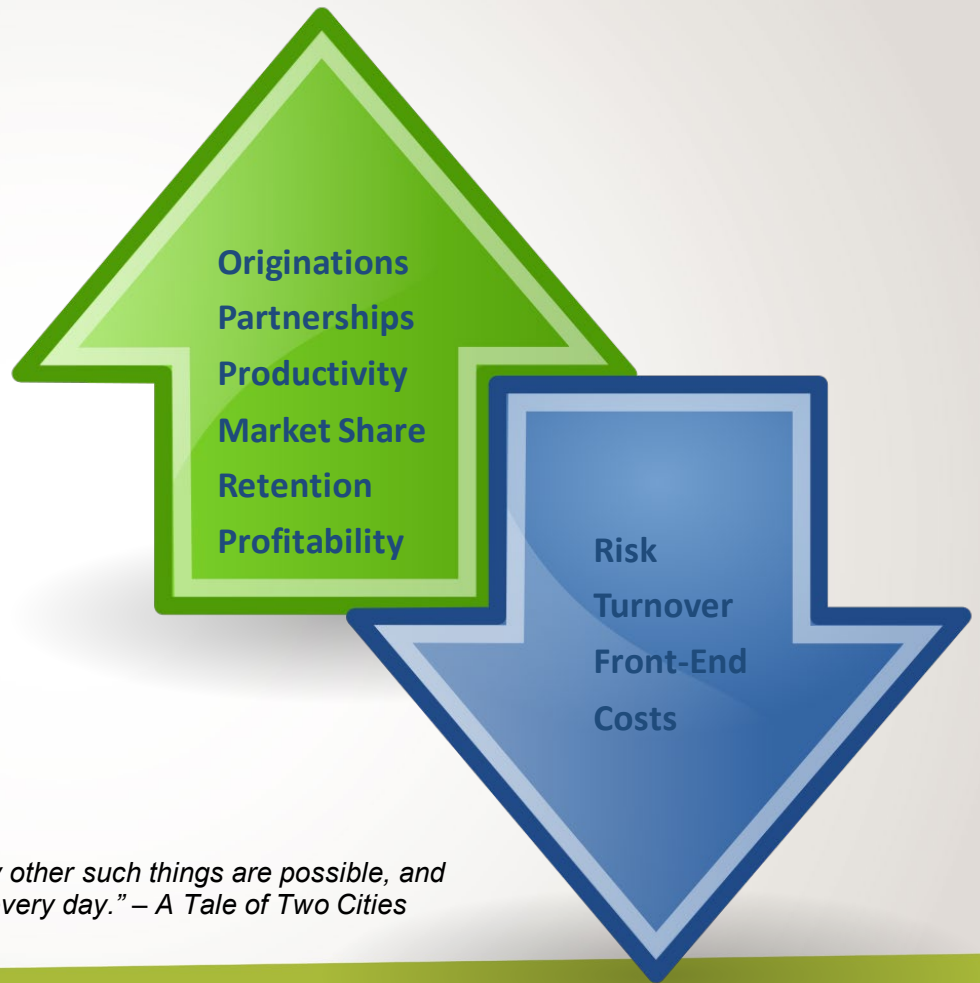 Originations
Partnerships
Productivity
Market Share
Retention
Profitability
Risk
Turnover
Front-End
Costs
other such things are possible, and
every day.” – A Tale of Two Cities